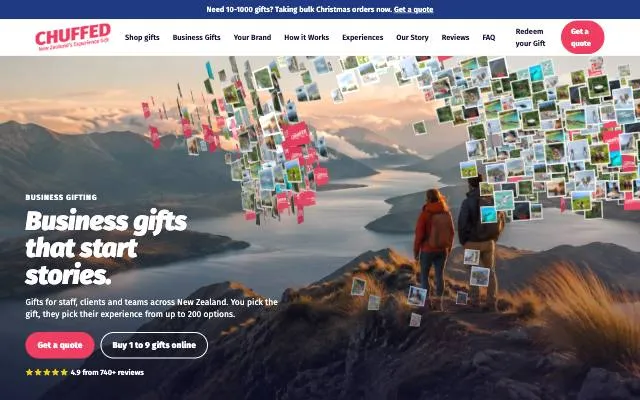 Need 10-1000 gifts? Taking bulk Christmas orders now. Get a quote
CHUFFED
New Zealand's Experience Gift
Shop gifts
Business Gifts
Your Brand
How it Works
Experiences
Our Story
Reviews
FAQ
Redeem
your Gift
Get a
quote
BUSINESS GIFTING
Business gifts
that start
stories.
Gifts for staff, clients and teams across New Zealand. You pick the
gift, they pick their experience from up to 200 options.
Get a quote
Buy 1 to 9 gifts online
4.9 from 740+ reviews